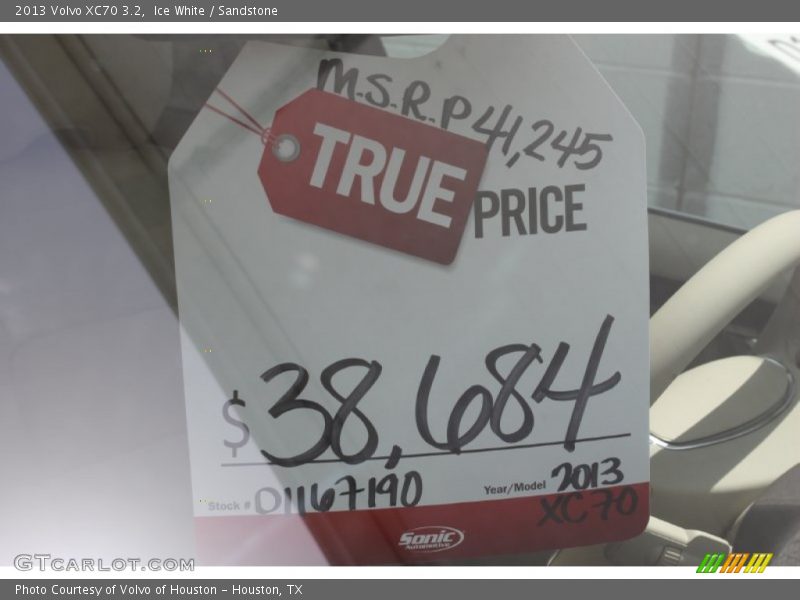 2013 Volvo XC70 3.2, Ice White / Sandstone
M.S.R.P 41,245
TRUE
PRICE
$38,684
Stock # 01167190
Year/Model 2013
XC70
Sonic
Automotive
GTcarlot.com
Photo Courtesy of Volvo of Houston - Houston, TX